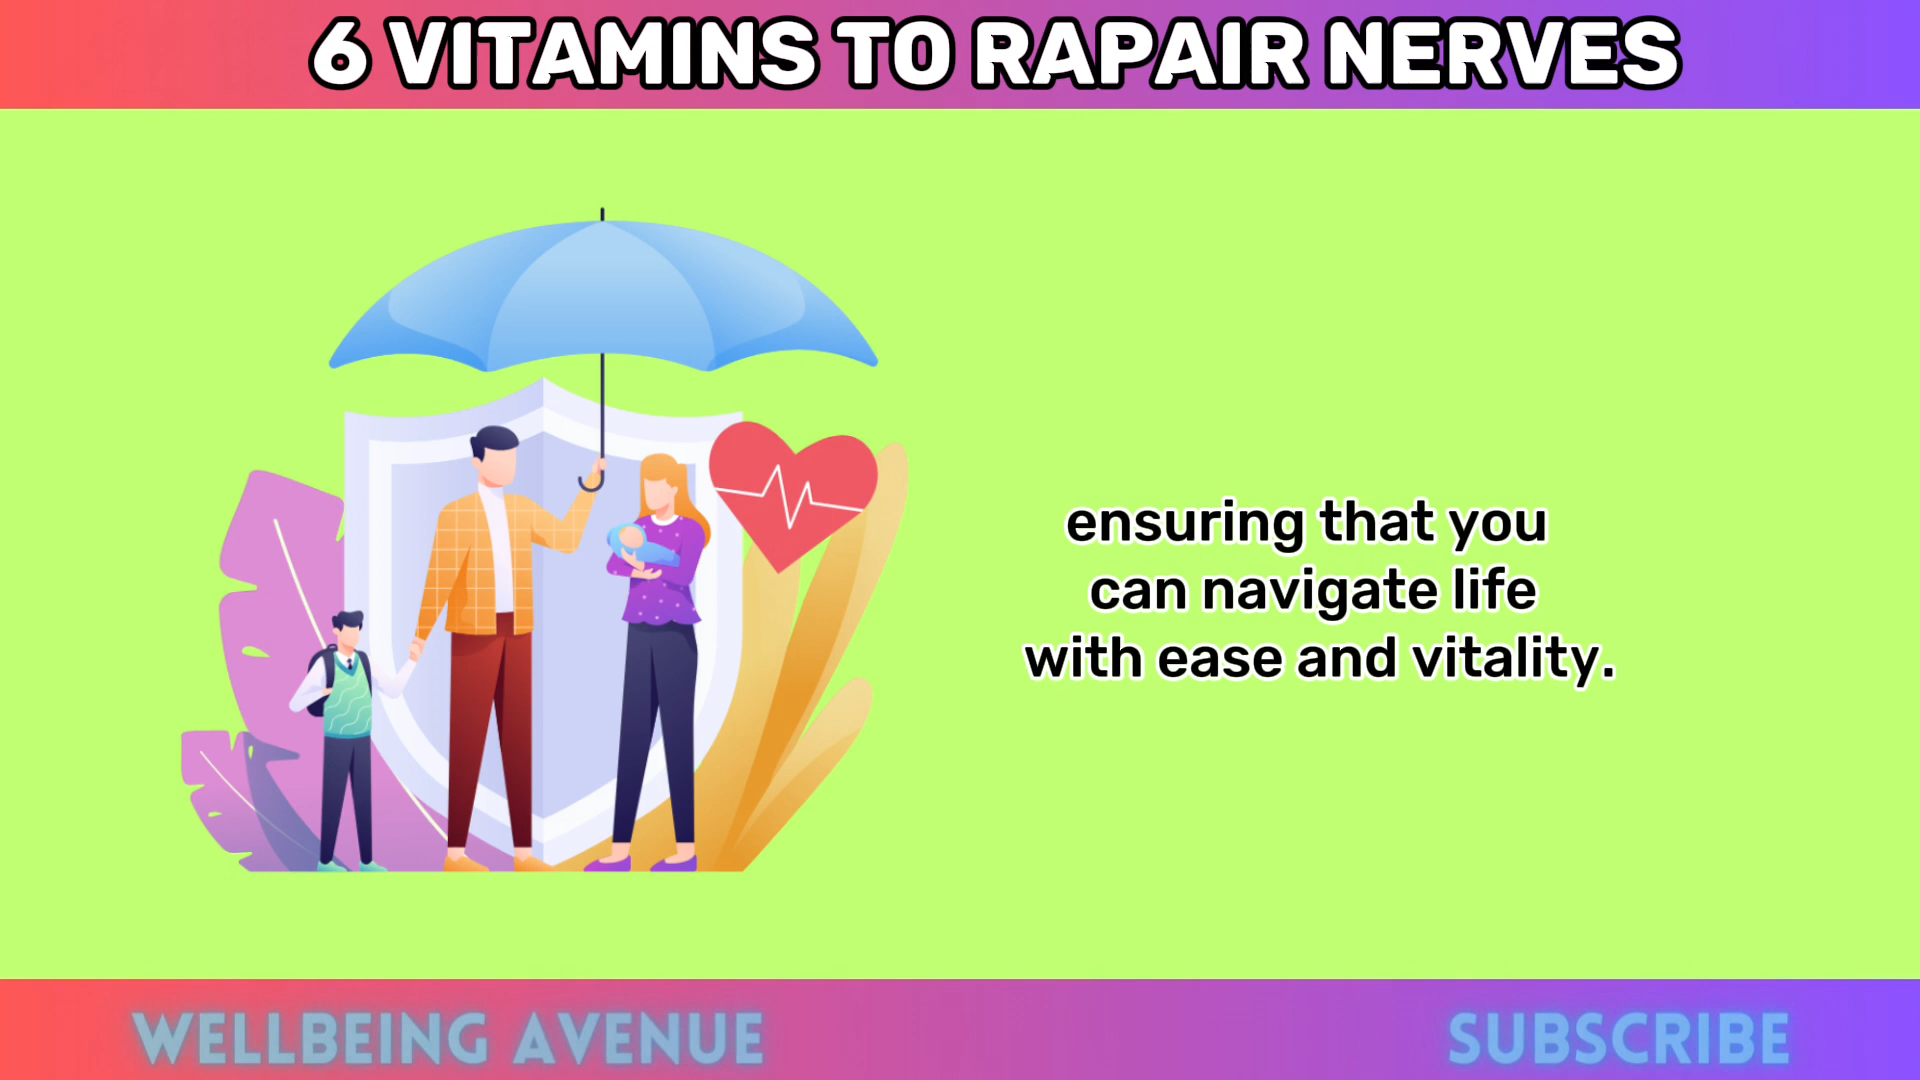 6 VITAMINS TO RAPAIR NERVES
ensuring that you
can navigate life
with ease and vitality.
WELLBEING AVENUE
SUBSCRIBE